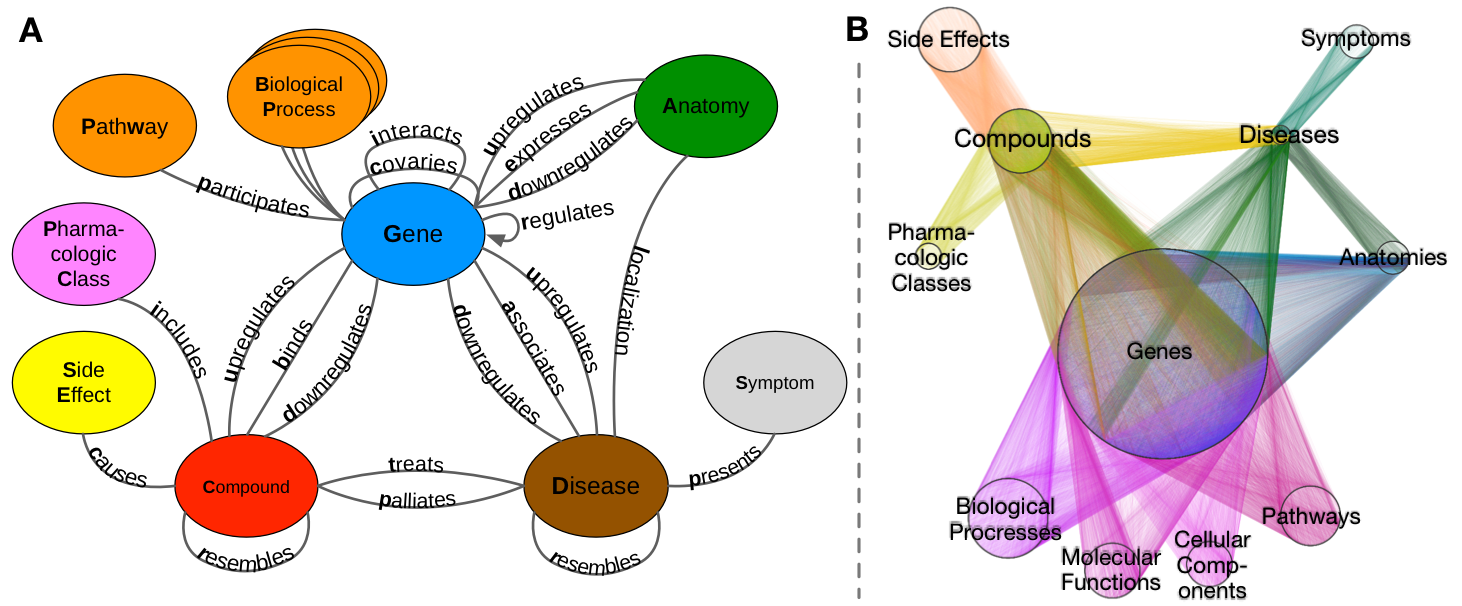 A
Pathway
Biological
Process
Anatomy
interacts
covaries
upregulates
expresses
downregulates
participates
Gene
regulates
Pharma-
cologic
Class
includes
upregulates
binds
downregulates
downregulates
associates
upregulates
localization
Side
Effect
Symptom
causes
Compound
treats
palliates
Disease
presents
resembles
resembles
B
Side Effects
Symptoms
Compounds
Diseases
Pharma-
cologic
Classes
Anatomies
Genes
Biological
Procresses
Molecular
Functions
Cellular
Comp-
onents
Pathways